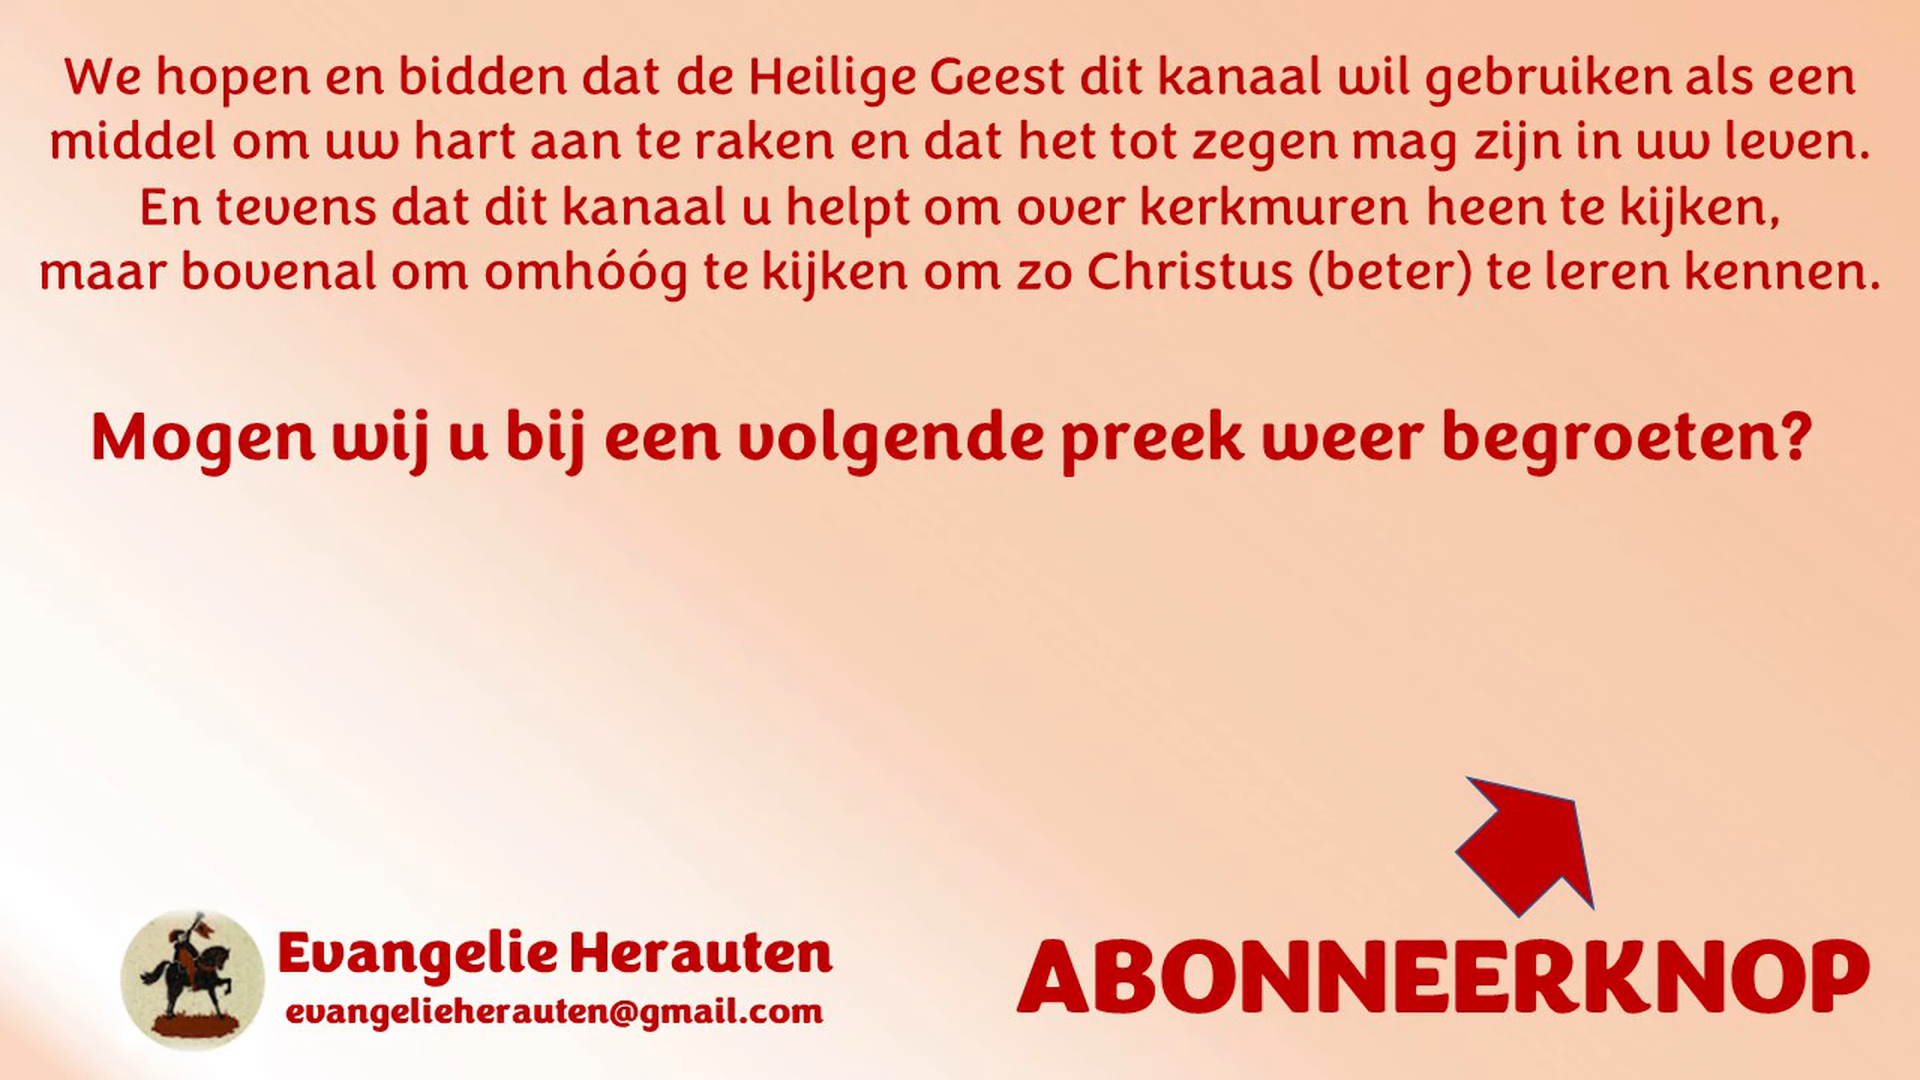 We hopen en bidden dat de Heilige Geest dit kanaal wil gebruiken als een
middel om uw hart aan te raken en dat het tot zegen mag zijn in uw leven.
En tevens dat dit kanaal u helpt om over kerkmuren heen te kijken,
maar bovenal om omhóóg te kijken om zo Christus (beter) te leren kennen.
Mogen wij u bij een volgende preek weer begroeten?
Evangelie Herauten
evangelieherauten@gmail.com
ABONNEERKNOP